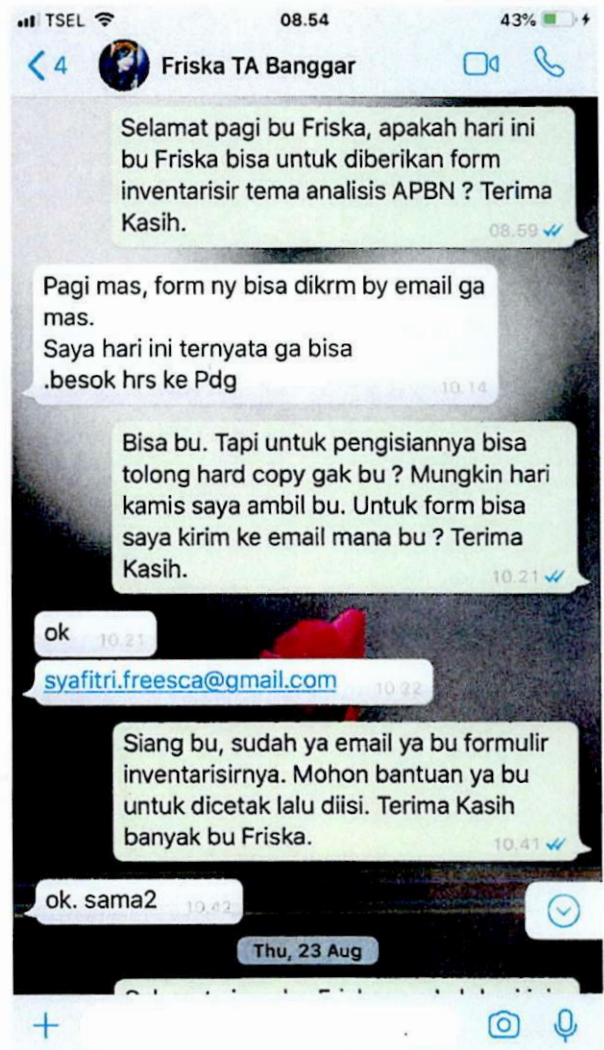 TSEL 08.54 43%
4 Friska TA Banggar
Selamat pagi bu Friska, apakah hari ini
bu Friska bisa untuk diberikan form
inventarisir tema analisis APBN ? Terima
Kasih.
08.59
Pagi mas, form ny bisa dikrm by email ga
mas.
Saya hari ini ternyata ga bisa
.besok hrs ke Pdg
10.14
Bisa bu. Tapi untuk pengisiannya bisa
tolong hard copy gak bu ? Mungkin hari
kamis saya ambil bu. Untuk form bisa
saya kirim ke email mana bu ? Terima
Kasih.
10.21
ok 10.21
syafitri.freesca@gmail.com 10.22
Siang bu, sudah ya email ya bu formulir
inventarisirnya. Mohon bantuan ya bu
untuk dicetak lalu diisi. Terima Kasih
banyak bu Friska.
10.41
ok. sama2 10.42
Thu, 23 Aug